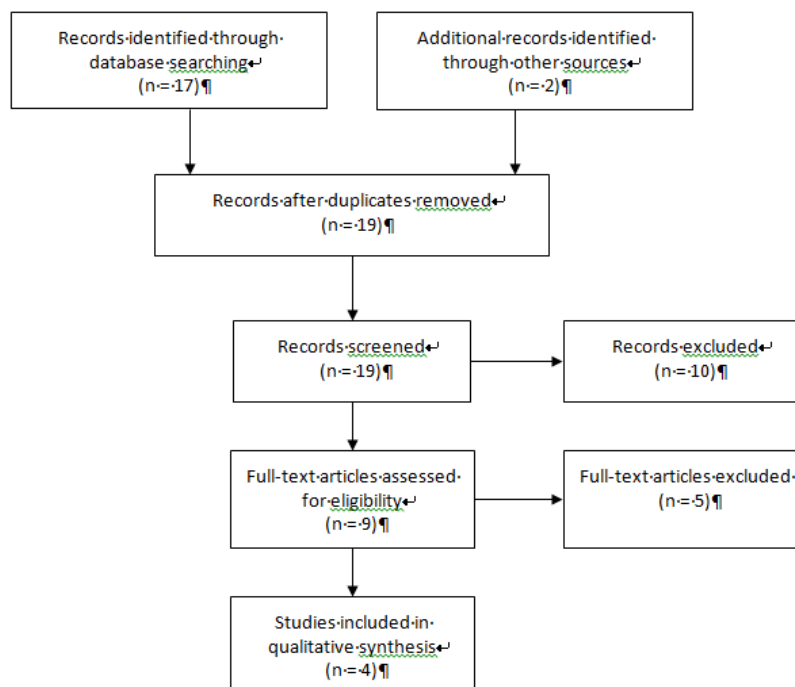 Records·identified·through·
database·searching↵
(n·=·17)¶
Additional·records·identified·
through·other·sources↵
(n·=·2)¶
Records·after·duplicates·removed↵
(n·=·19)¶
Records·screened↵
(n·=·19)¶
Records·excluded↵
(n·=·10)¶
Full-text·articles·assessed·
for·eligibility↵
(n·=·9)¶
Full-text·articles·excluded·
(n·=·5)¶
Studies·included·in·
qualitative·synthesis↵
(n·=·4)¶